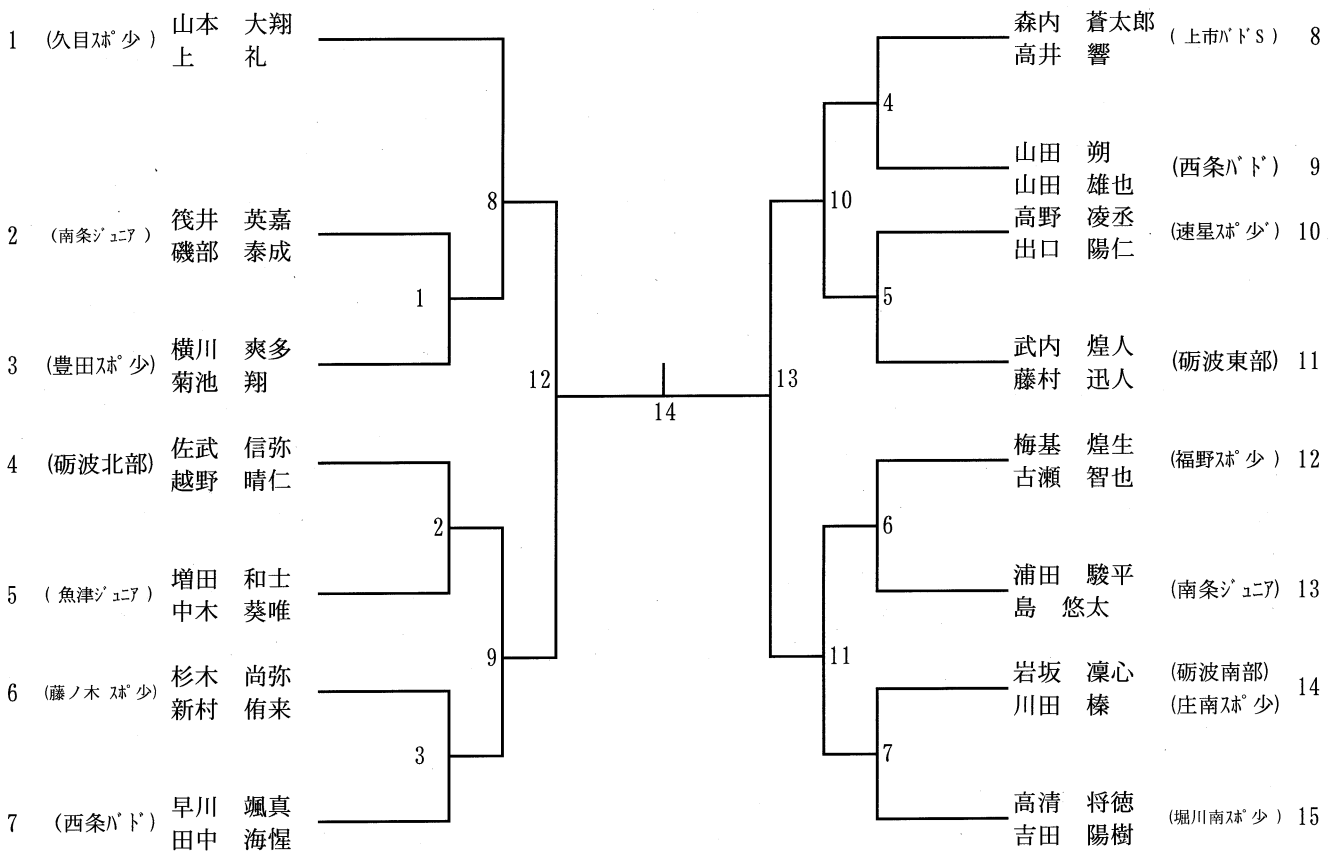 1 (久目スポ少) 山本 大翔
上 礼
2 (南条ジュニア) 筏井 英嘉
磯部 泰成
3 (豊田スポ少) 横川 爽多
菊池 翔
4 (砺波北部) 佐武 信弥
越野 晴仁
5 (魚津ジュニア) 増田 和士
中木 葵唯
6 (藤ノ木 スポ少) 杉木 尚弥
新村 侑来
7 (西条バド) 早川 颯真
田中 海惺
8
1
2
9
3
12
14
13
4
10
5
6
11
7
森内 蒼太郎 (上市バドS) 8
高井 響
山田 朔 (西条バド) 9
山田 雄也
高野 凌丞 (速星スポ少) 10
出口 陽仁
武内 煌人 (砺波東部) 11
藤村 迅人
梅基 煌生 (福野スポ少) 12
古瀬 智也
浦田 駿平 (南条ジュニア) 13
島 悠太
岩坂 凜心 (砺波南部) 14
川田 榛 (庄南スポ少)
高清 将徳 (堀川南スポ少) 15
吉田 陽樹